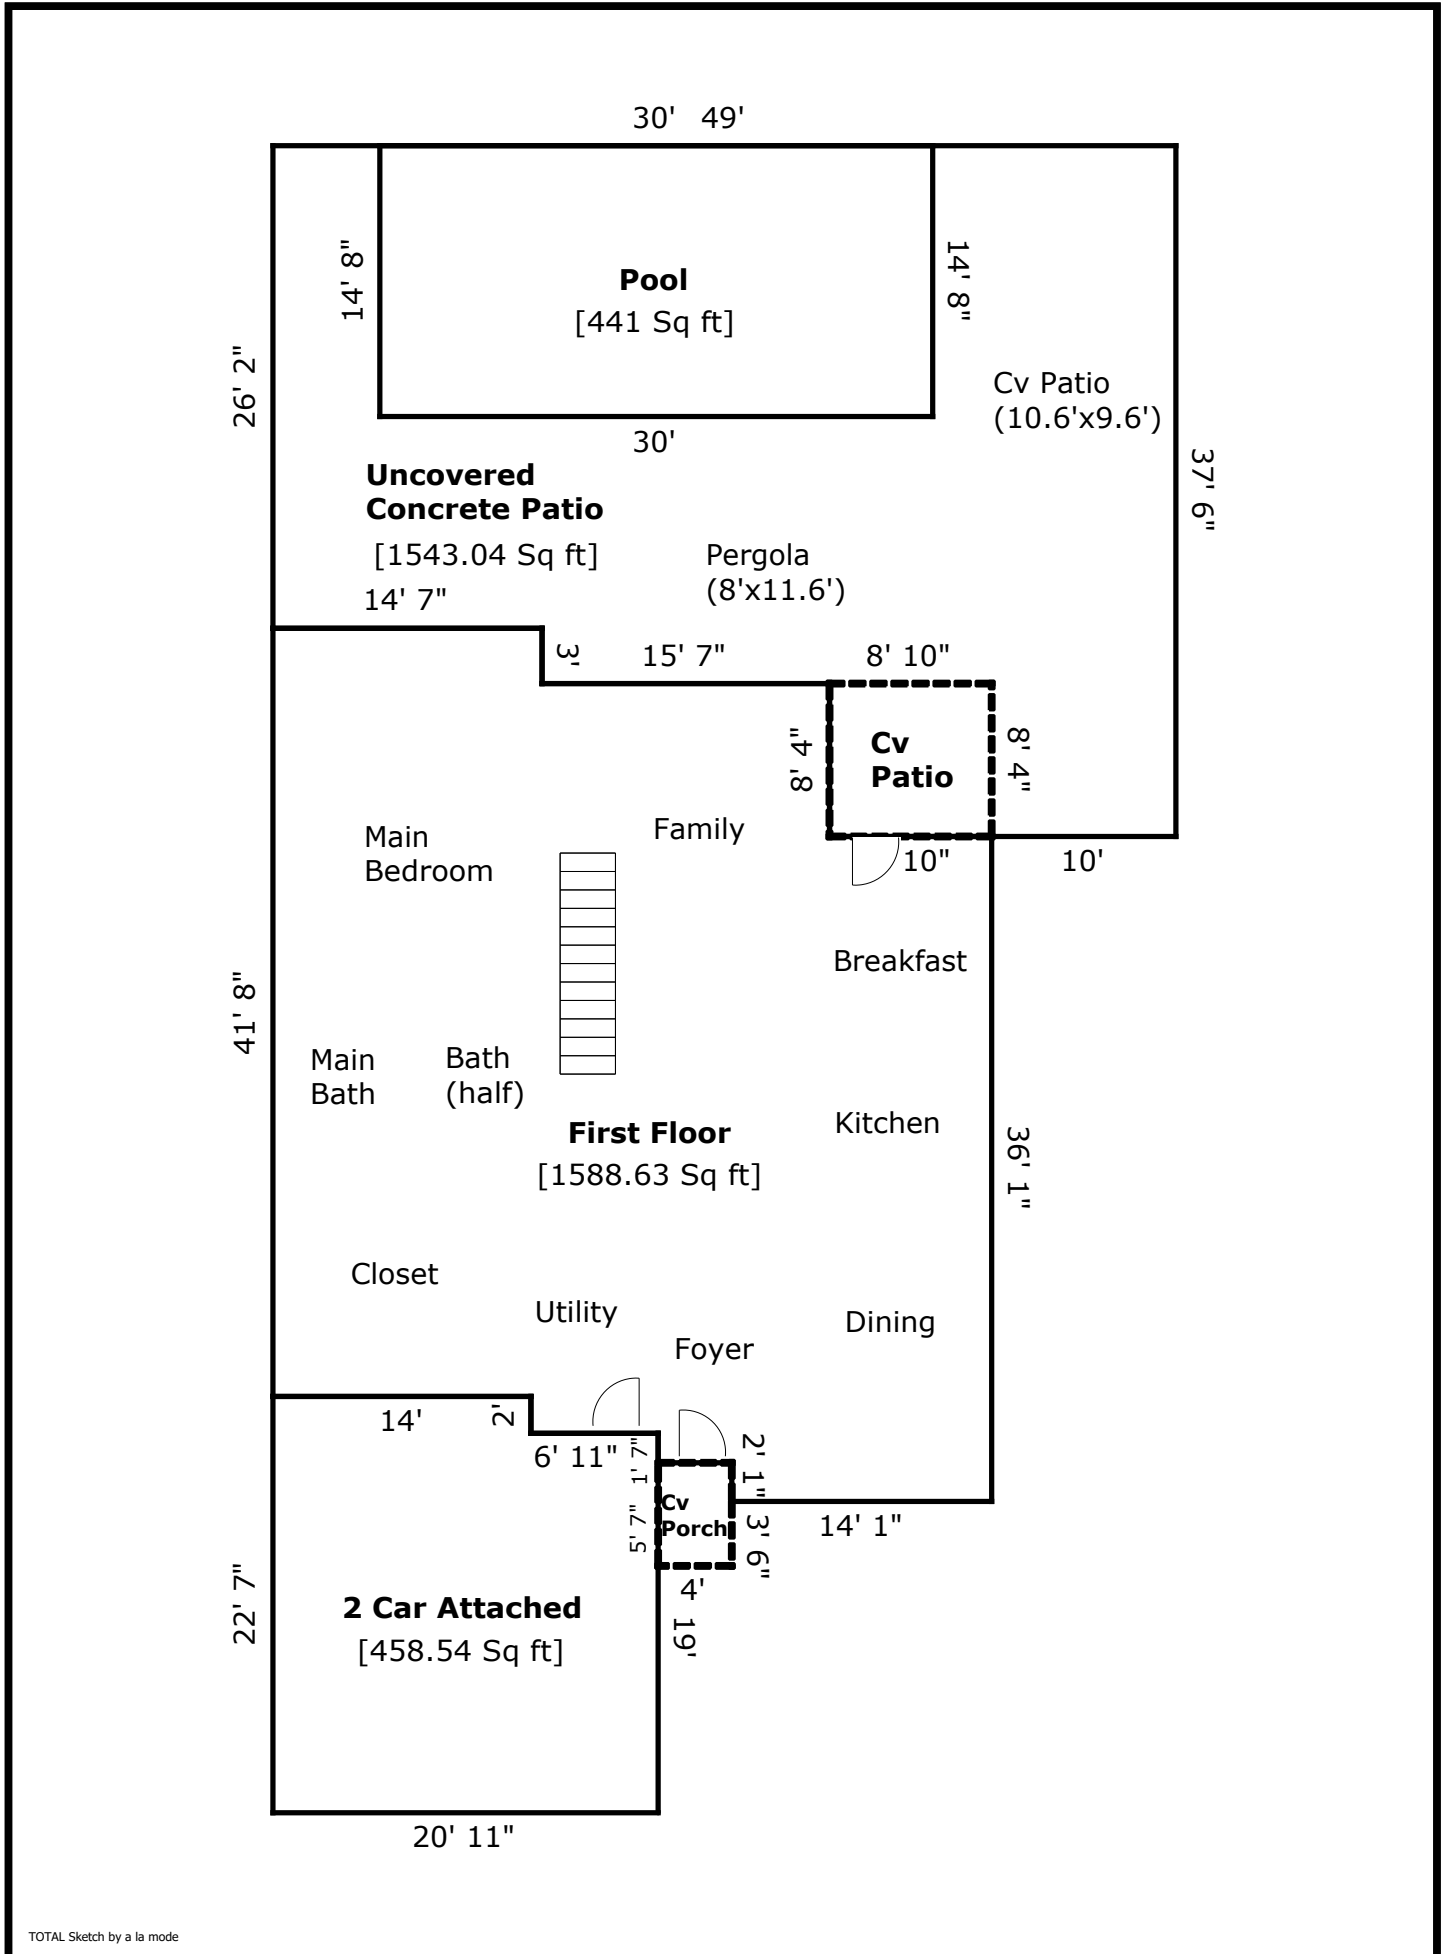 30' 49'
14' 8"
14' 8"
Pool
[441 Sq ft]
26' 2"
Cv Patio
(10.6'x9.6')
30'
37' 6"
Uncovered
Concrete Patio
[1543.04 Sq ft]
Pergola
(8'x11.6')
14' 7"
3'
15' 7"
8' 10"
8' 4"
Cv
Patio
8' 4"
Family
Main
Bedroom
10"
10'
Breakfast
41' 8"
Main
Bath
Bath
(half)
Kitchen
First Floor
[1588.63 Sq ft]
36' 1"
Closet
Utility
Dining
Foyer
14'
2'
6' 11"
1' 7"
2' 1"
Cv
Porch
5' 7"
3' 6"
14' 1"
4'
22' 7"
2 Car Attached
[458.54 Sq ft]
19'
20' 11"
TOTAL Sketch by a la mode